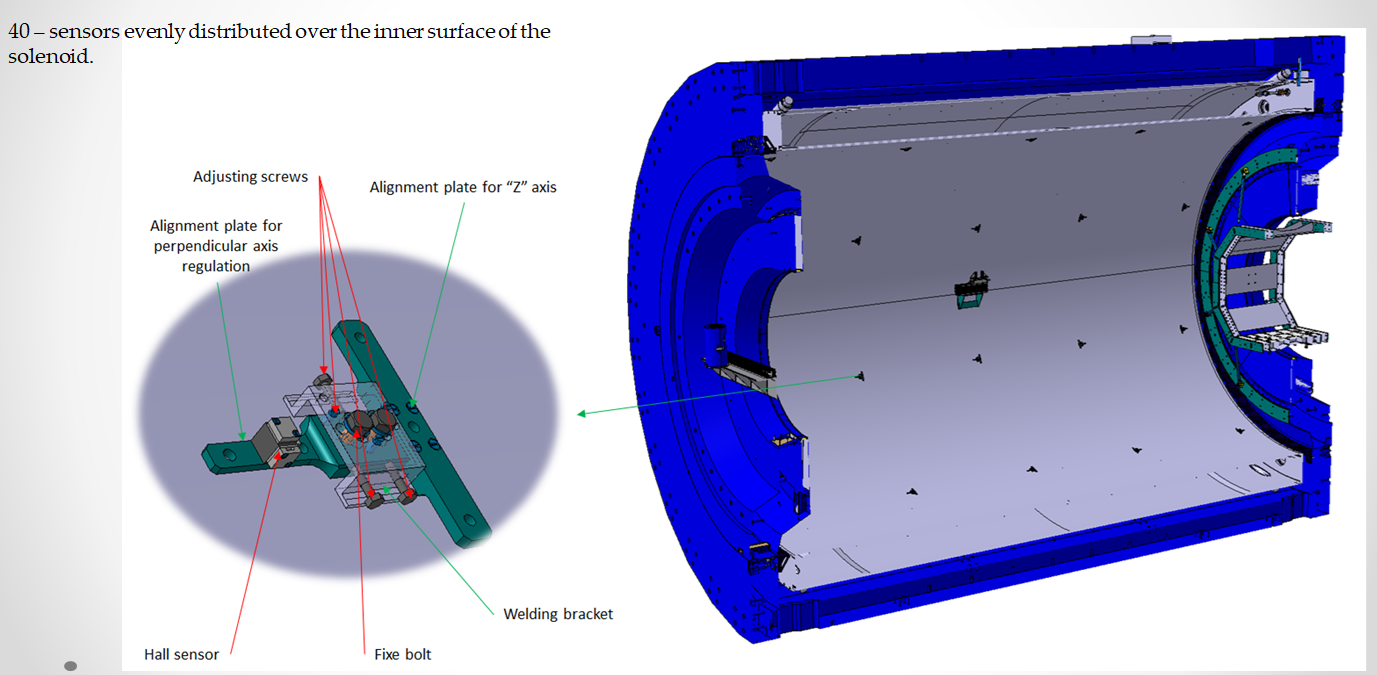 40 – sensors evenly distributed over the inner surface of the
solenoid.
Adjusting screws
Alignment plate for “Z” axis
Alignment plate for
perpendicular axis
regulation
Welding bracket
Hall sensor
Fixe bolt